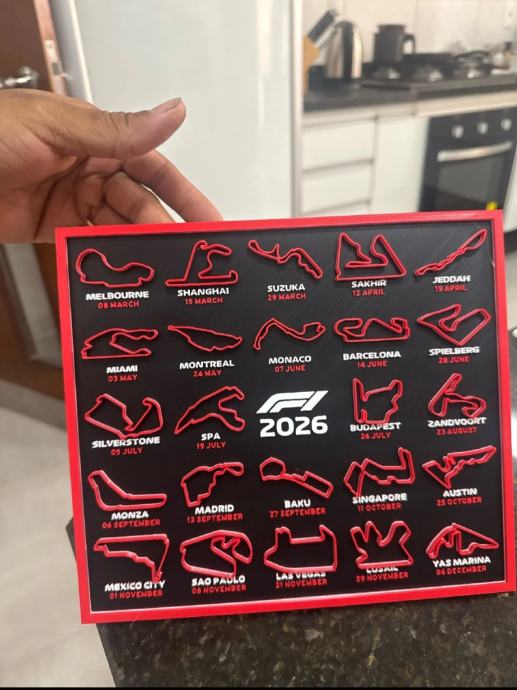 MELBOURNE
08 MARCH
SHANGHAI
15 MARCH
SUZUKA
29 MARCH
SAKHIR
12 APRIL
JEDDAH
19 APRIL
MIAMI
03 MAY
MONTREAL
24 MAY
MONACO
07 JUNE
BARCELONA
14 JUNE
SPIELBERG
28 JUNE
SILVERSTONE
05 JULY
SPA
19 JULY
F1
2026
BUDAPEST
26 JULY
ZANDVOORT
23 AUGUST
MONZA
06 SEPTEMBER
MADRID
13 SEPTEMBER
BAKU
27 SEPTEMBER
SINGAPORE
11 OCTOBER
AUSTIN
25 OCTOBER
MEXICO CITY
01 NOVEMBER
SAO PAULO
08 NOVEMBER
LAS VEGAS
21 NOVEMBER
LUSAIL
29 NOVEMBER
YAS MARINA
06 DECEMBER